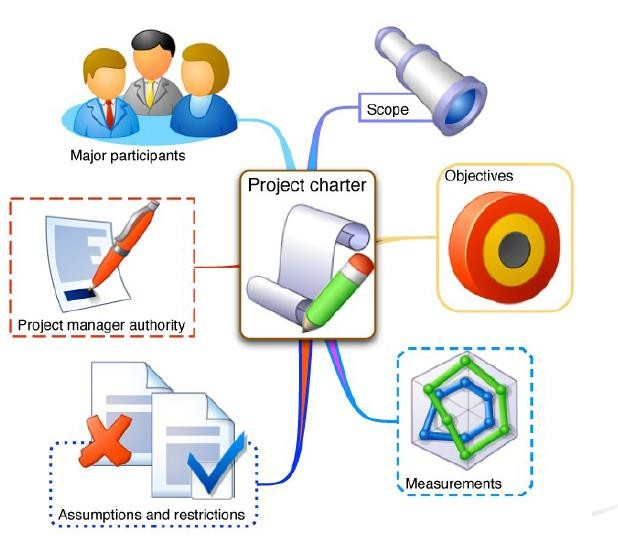 Scope
Major participants
Project charter
Objectives
Project manager authority
Measurements
Assumptions and restrictions